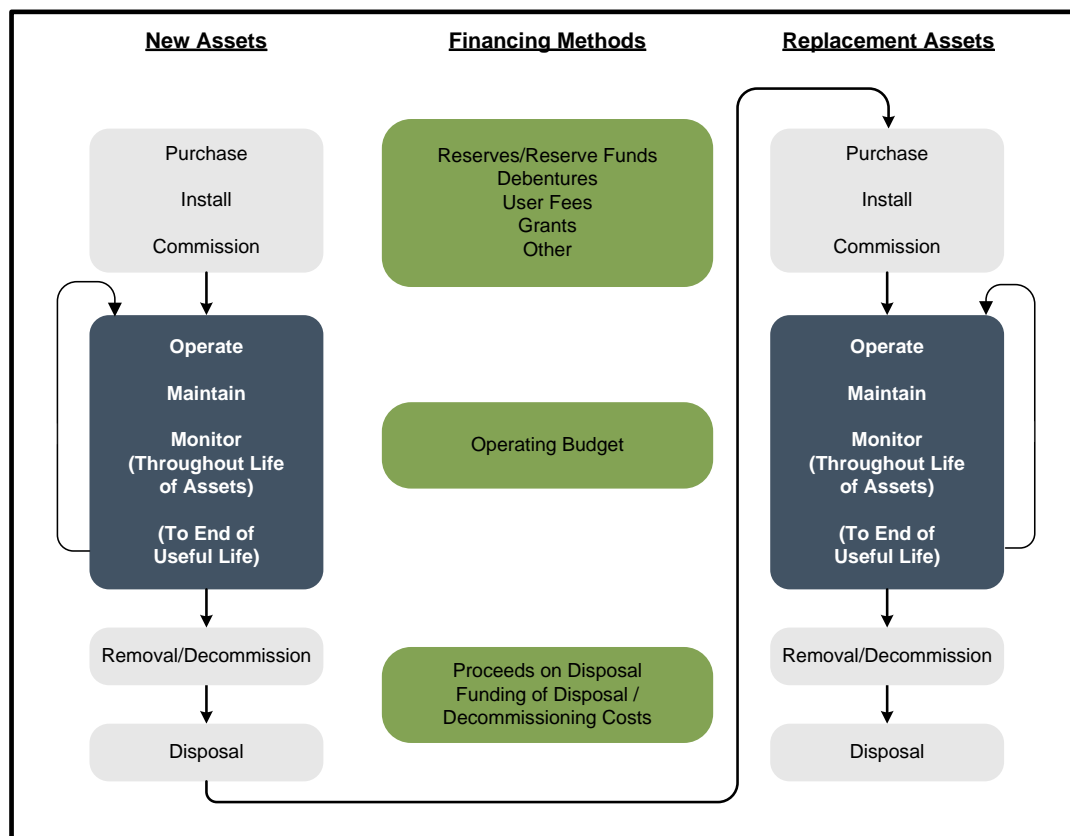 New Assets
Financing Methods
Replacement Assets
Purchase
Install
Commission
Operate
Maintain
Monitor
(Throughout Life
of Assets)
(To End of
Useful Life)
Removal/Decommission
Disposal
Reserves/Reserve Funds
Debentures
User Fees
Grants
Other
Operating Budget
Proceeds on Disposal
Funding of Disposal /
Decommissioning Costs
Purchase
Install
Commission
Operate
Maintain
Monitor
(Throughout Life
of Assets)
(To End of
Useful Life)
Removal/Decommission
Disposal